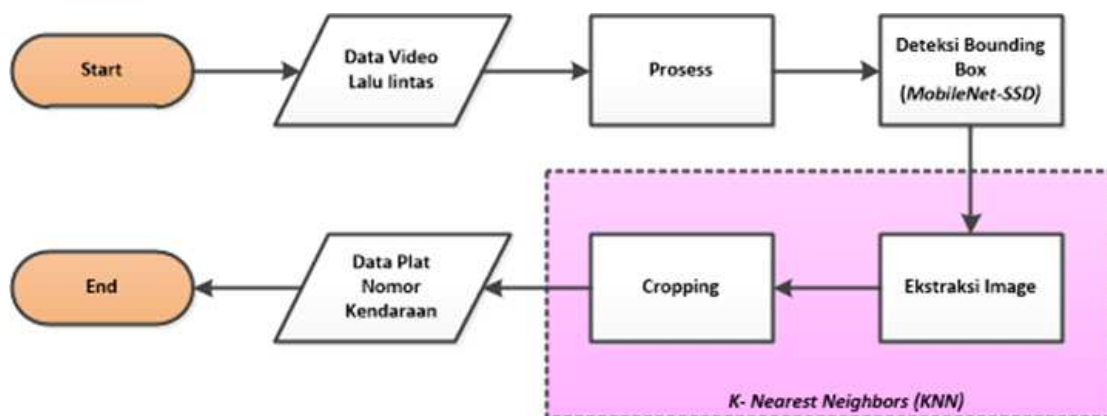 Start
Data Video
Lalu lintas
Prosess
Deteksi Bounding
Box
(MobileNet-SSD)
Ekstraksi Image
Cropping
Data Plat
Nomor
Kendaraan
End
K- Nearest Neighbors (KNN)